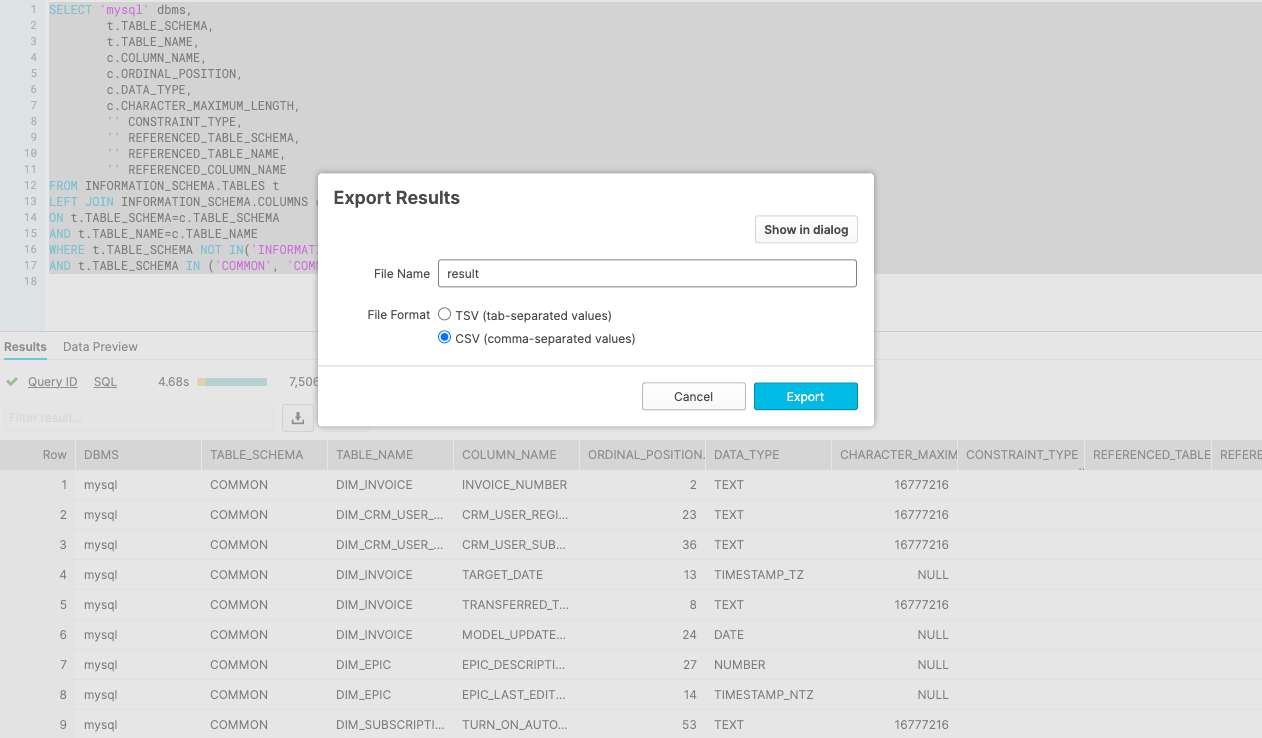 1 SELECT 'mysql' dbms,
2 t.TABLE_SCHEMA,
3 t.TABLE_NAME,
4 c.COLUMN_NAME,
5 c.ORDINAL_POSITION,
6 c.DATA_TYPE,
7 c.CHARACTER_MAXIMUM_LENGTH,
8 '' CONSTRAINT_TYPE,
9 '' REFERENCED_TABLE_SCHEMA,
10 '' REFERENCED_TABLE_NAME,
11 '' REFERENCED_COLUMN_NAME
12 FROM INFORMATION_SCHEMA.TABLES t
13 LEFT JOIN INFORMATION_SCHEMA.COLUMNS
14 ON t.TABLE_SCHEMA=c.TABLE_SCHEMA
15 AND t.TABLE_NAME=c.TABLE_NAME
16 WHERE t.TABLE_SCHEMA NOT IN('INFORMATI
17 AND t.TABLE_SCHEMA IN ('COMMON', 'COM
18
Export Results
Show in dialog
File Name result
File Format TSV (tab-separated values)
CSV (comma-separated values)
Cancel Export
Results Data Preview
Query ID SQL 4.68s 7,506
Filter result...
Row DBMS TABLE_SCHEMA TABLE_NAME COLUMN_NAME ORDINAL_POSITION. DATA_TYPE CHARACTER_MAXIM CONSTRAINT_TYPE REFERENCED_TABLE REFERE
1 mysql COMMON DIM_INVOICE INVOICE_NUMBER 2 TEXT 16777216
2 mysql COMMON DIM_CRM_USER_... CRM_USER_REGI... 23 TEXT 16777216
3 mysql COMMON DIM_CRM_USER_... CRM_USER_SUB... 36 TEXT 16777216
4 mysql COMMON DIM_INVOICE TARGET_DATE 13 TIMESTAMP_TZ NULL
5 mysql COMMON DIM_INVOICE TRANSFERRED_T... 8 TEXT 16777216
6 mysql COMMON DIM_INVOICE MODEL_UPDATE... 24 DATE NULL
7 mysql COMMON DIM_EPIC EPIC_DESCRIPTI... 27 NUMBER NULL
8 mysql COMMON DIM_EPIC EPIC_LAST_EDIT... 14 TIMESTAMP_NTZ NULL
9 mysql COMMON DIM_SUBSCRIPTI... TURN_ON_AUTO... 53 TEXT 16777216